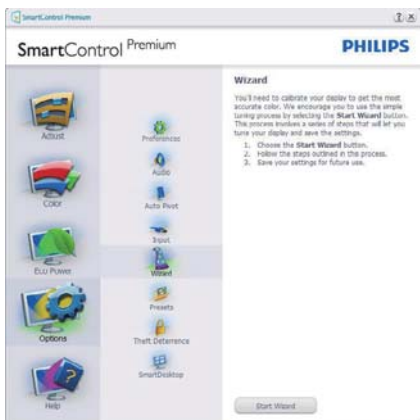 SmartControl Premium
SmartControl Premium
PHILIPS
Adjust
Color
Eco Power
Options
Help
Preferences
Audio
Auto Pivot
Input
Wizard
Presets
Theft Deterrence
SmartDesktop
Wizard
You'll need to calibrate your display to get the most
accurate color. We encourage you to use the simple
tuning process by selecting the Start Wizard button.
This process involves a series of steps that will let you
tune your display and save the settings.
1. Choose the Start Wizard button.
2. Follow the steps outlined in the process.
3. Save your settings for future use.
Start Wizard